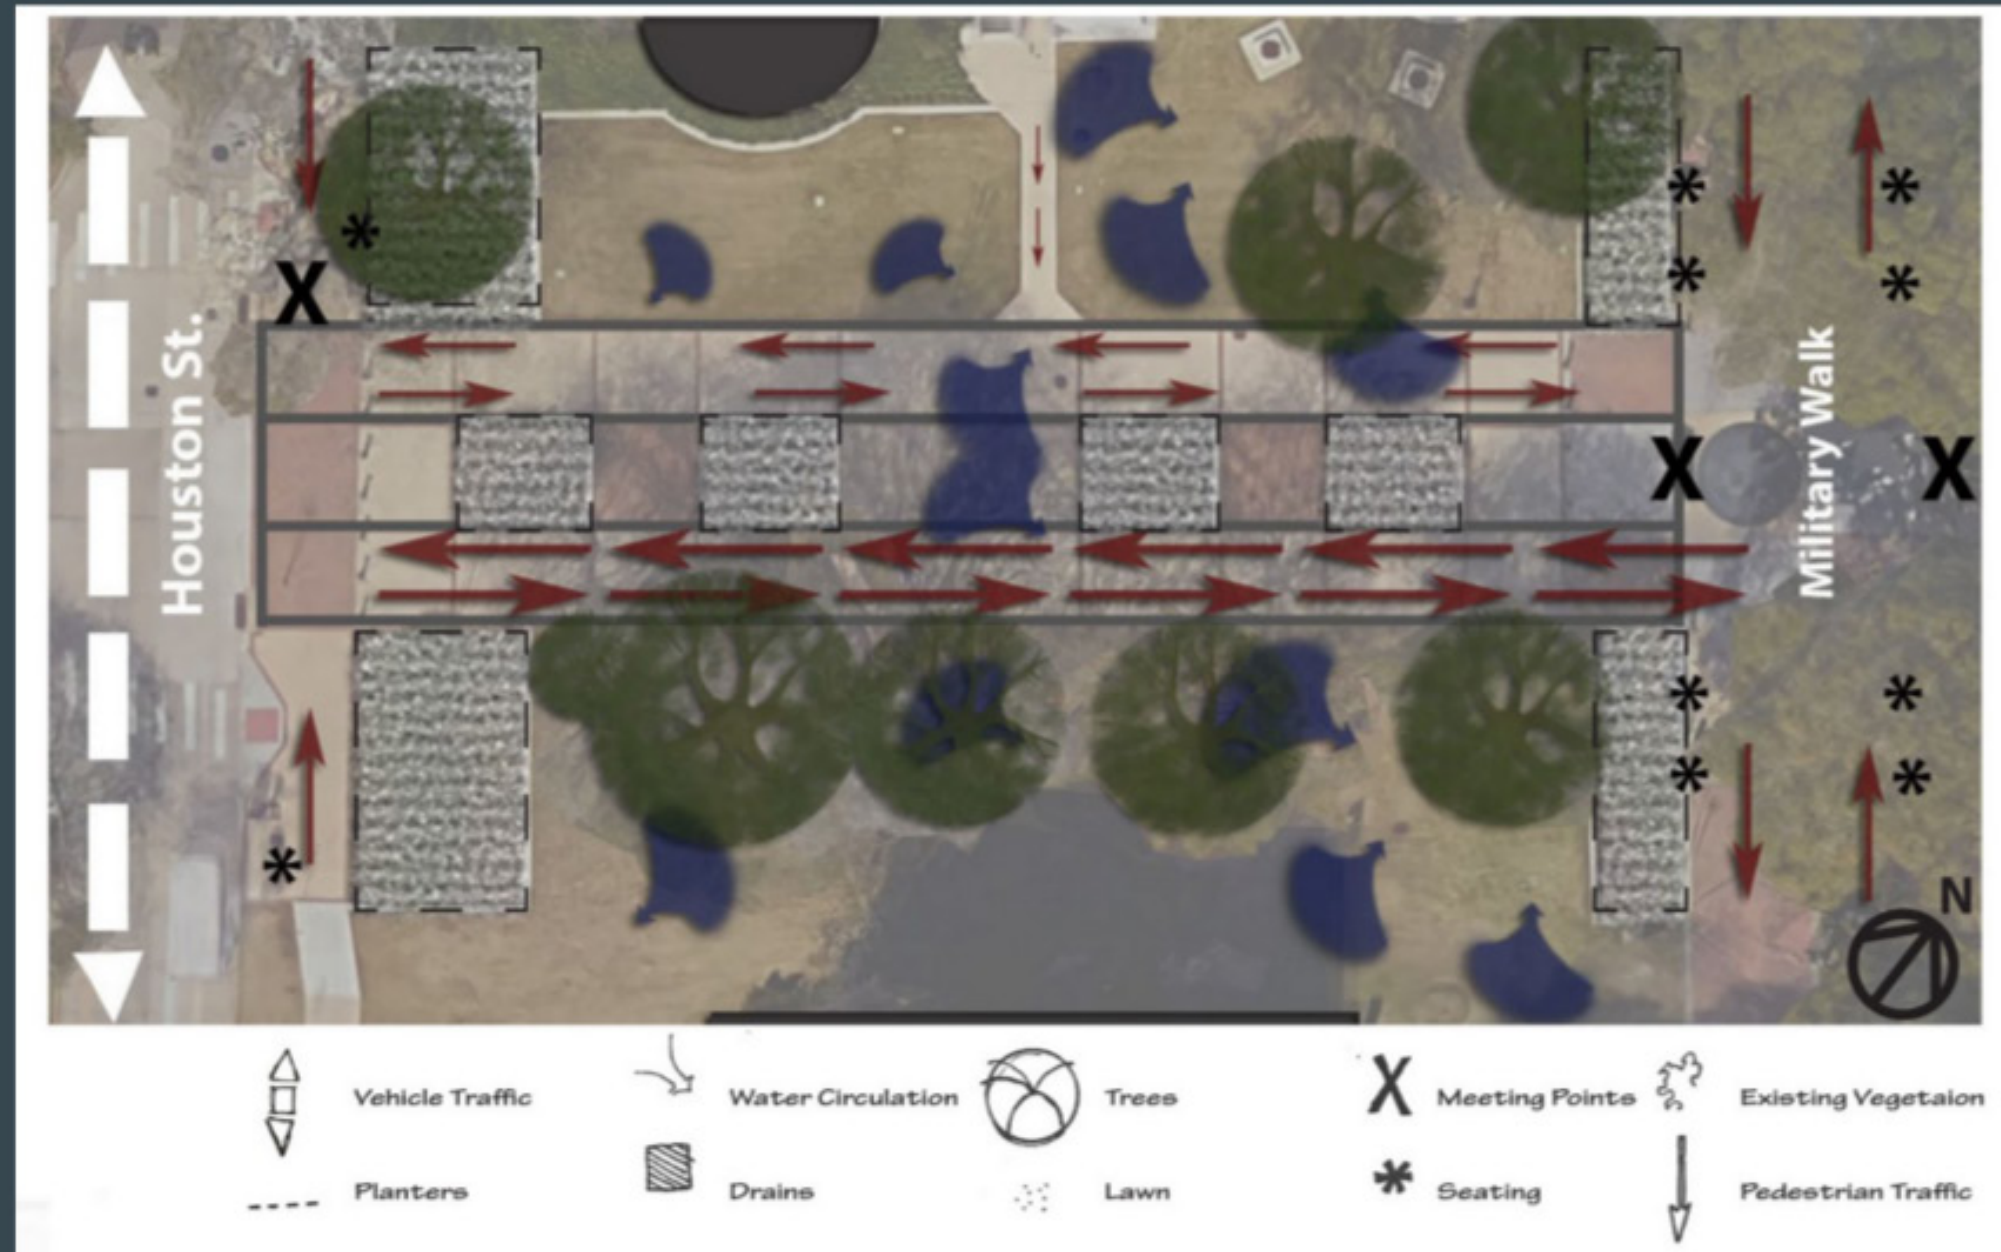 Houston St.
Military Walk
N
X
X
X
Vehicle Traffic
Water Circulation
Trees
X Meeting Points
Existing Vegetaion
Planters
Drains
Lawn
* Seating
Pedestrian Traffic